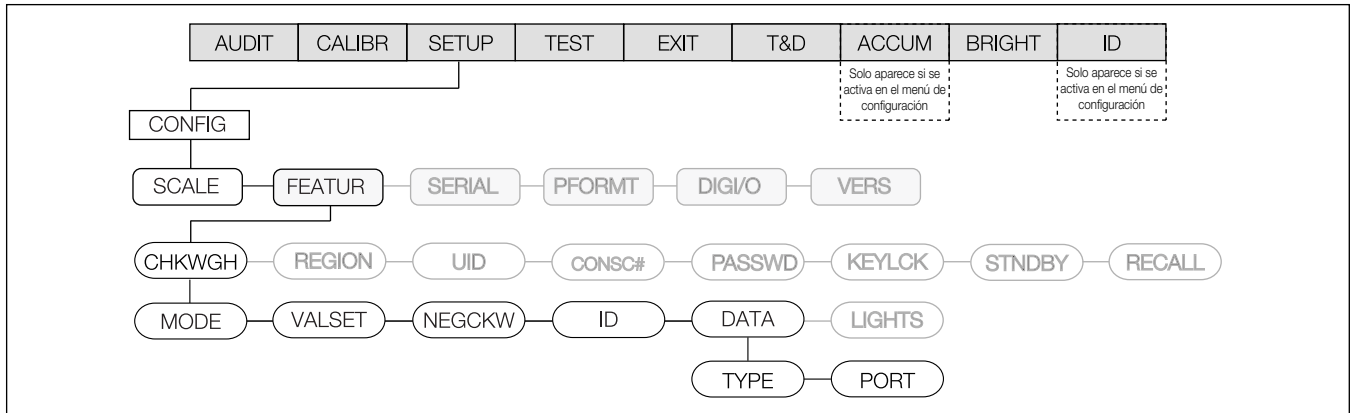 AUDIT CALIBR SETUP TEST EXIT T&D ACCUM BRIGHT ID
Solo aparece si se
activa en el menú de
configuración
Solo aparece si se
activa en el menú de
configuración
CONFIG
SCALE FEATUR SERIAL PFORMT DIGI/O VERS
CHKWGH REGION UID CONSC# PASSWD KEYLCK STNDBY RECALL
MODE VALSET NEGCKW ID DATA LIGHTS
TYPE PORT